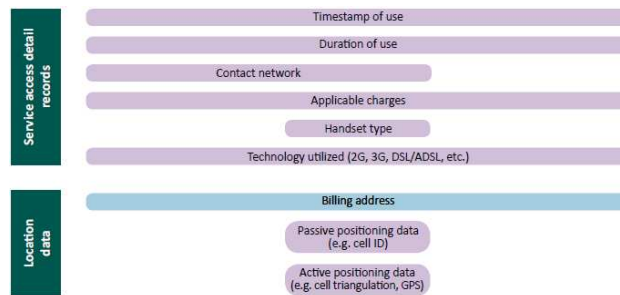 Service access detail
records
Timestamp of use
Duration of use
Contact network
Applicable charges
Handset type
Technology utilized (2G, 3G, DSL/ADSL, etc.)
Location
data
Billing address
Passive positioning data
(e.g. cell ID)
Active positioning data
(e.g. cell triangulation, GPS)